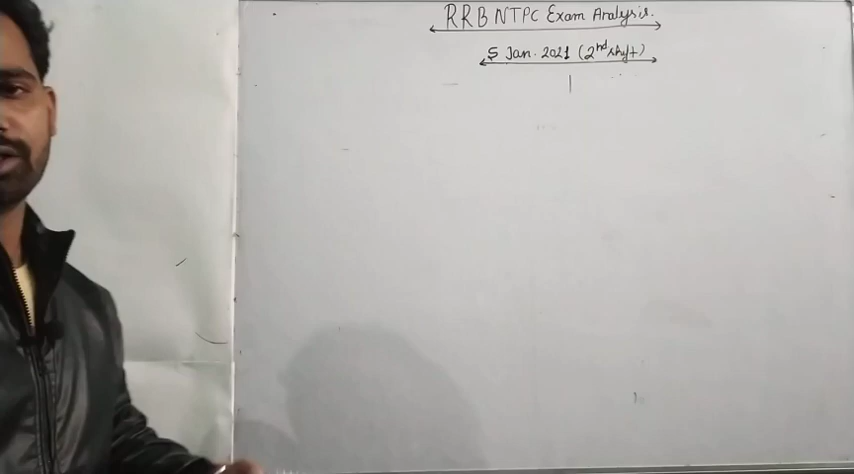 RRB NTPC Exam Analysis.
5 Jan. 2021 (2nd shift)